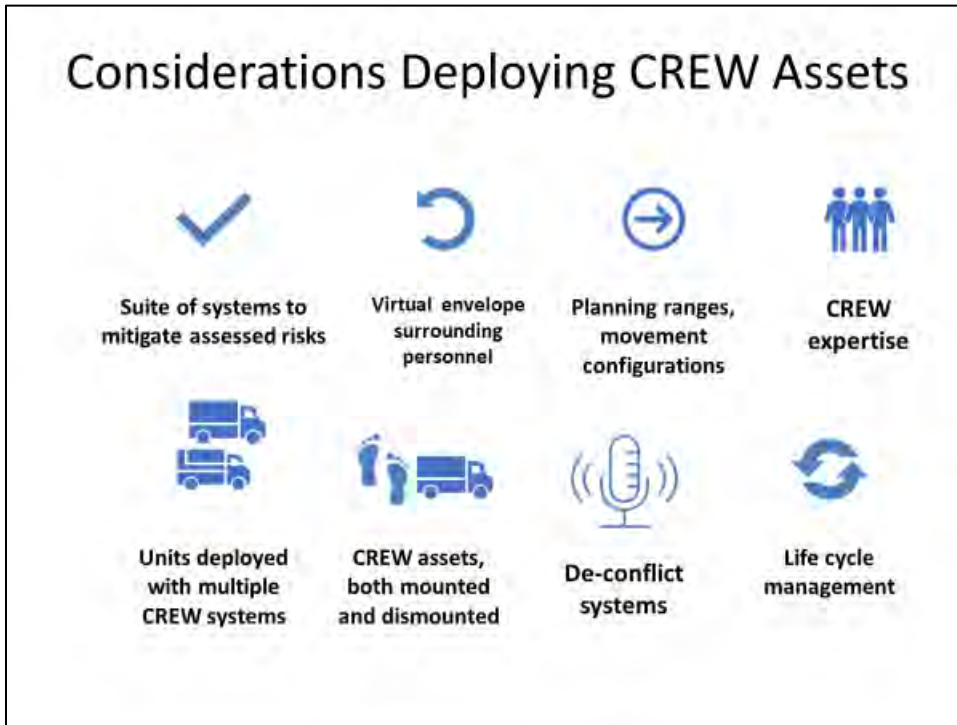 Considerations Deploying CREW Assets
Suite of systems to
mitigate assessed risks
Virtual envelope
surrounding
personnel
Planning ranges,
movement
configurations
CREW
expertise
Units deployed
with multiple
CREW systems
CREW assets,
both mounted
and dismounted
De-conflict
systems
Life cycle
management